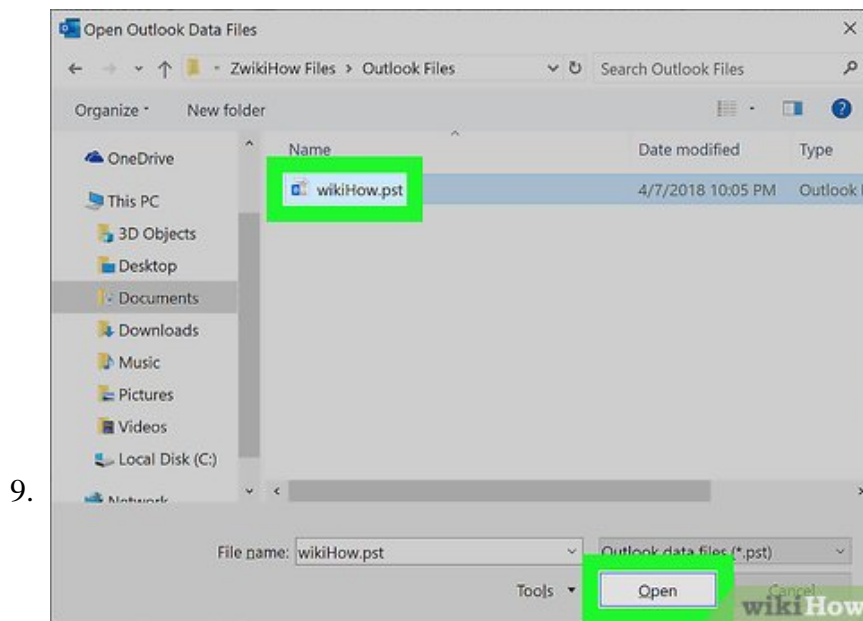 Open Outlook Data Files
ZwikiHow Files > Outlook Files
Search Outlook Files
Organize
New folder
Name
Date modified
Type
wikiHow.pst
4/7/2018 10:05 PM
Outlook
OneDrive
This PC
3D Objects
Desktop
Documents
Downloads
Music
Pictures
Videos
Local Disk (C:)
Network
9.
File name: wikiHow.pst
Outlook data files (*.pst)
Tools
Open
Cancel
wikiHow